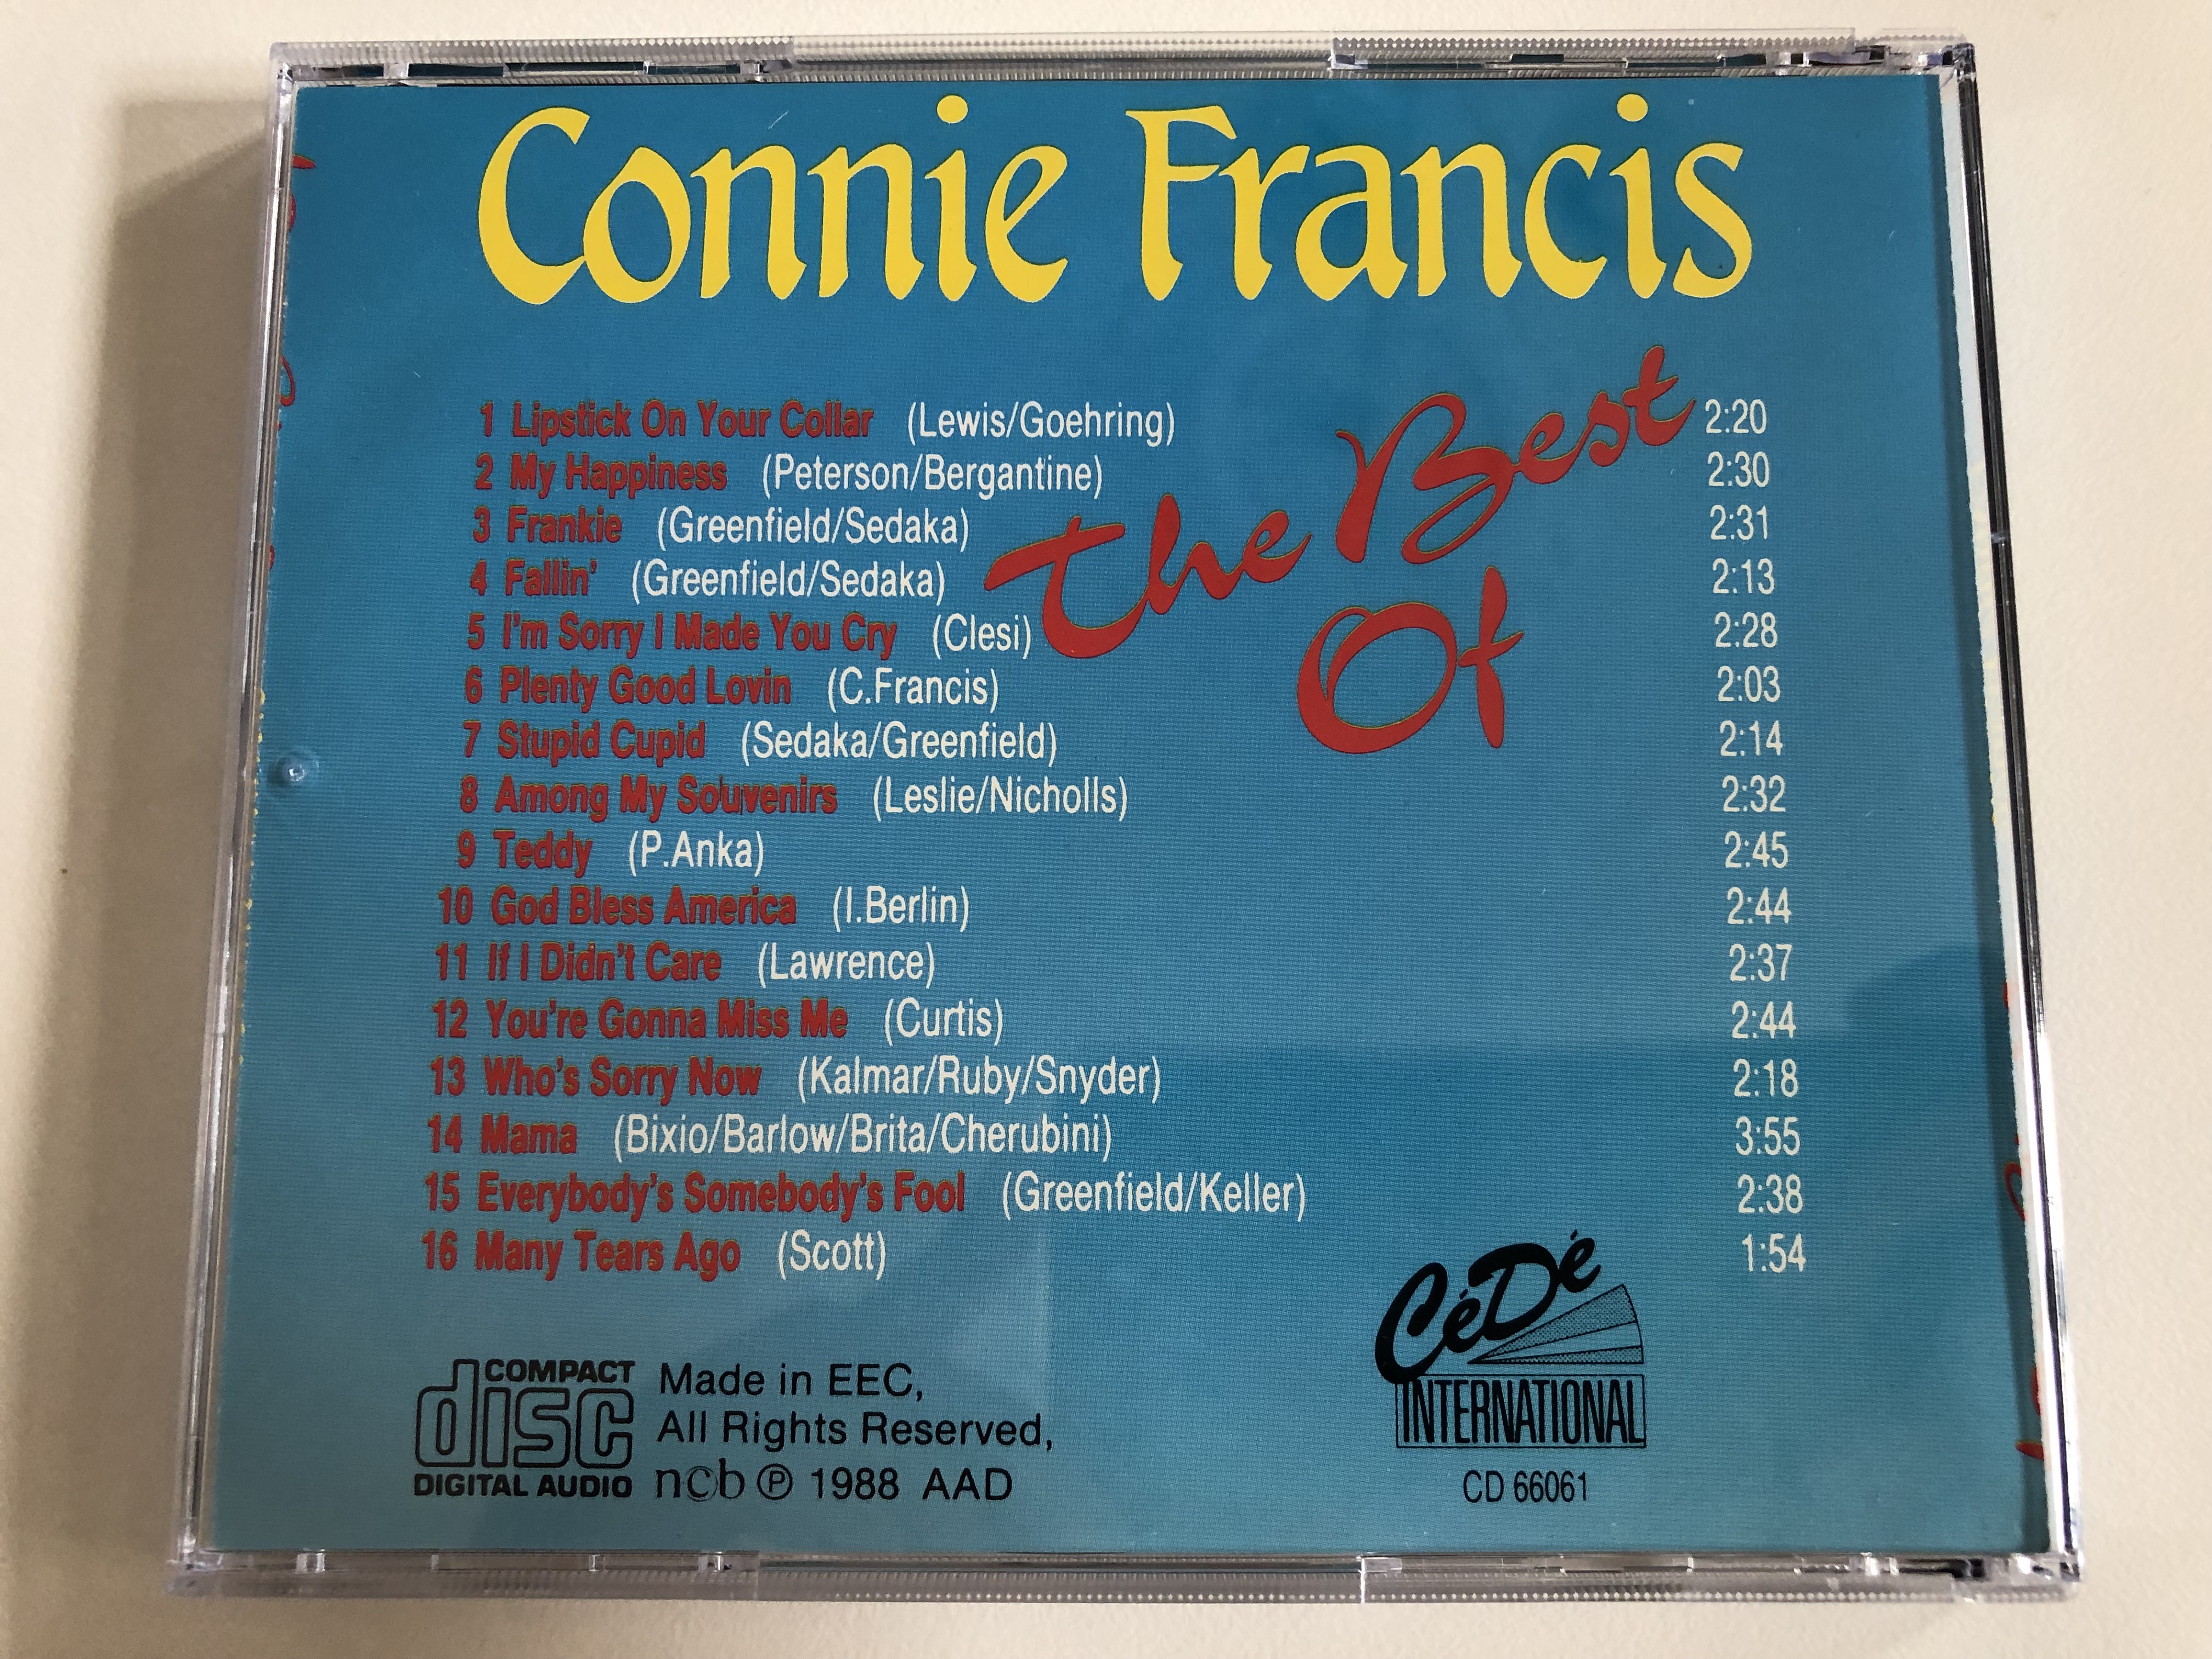 Connie Francis
The Best
Of
1 Lipstick On Your Collar (Lewis/Goehring) 2:20
2 My Happiness (Peterson/Bergantine) 2:30
3 Frankie (Greenfield/Sedaka) 2:31
4 Fallin' (Greenfield/Sedaka) 2:13
5 I'm Sorry I Made You Cry (Clesi) 2:28
6 Plenty Good Lovin (C.Francis) 2:03
7 Stupid Cupid (Sedaka/Greenfield) 2:14
8 Among My Souvenirs (Leslie/Nicholls) 2:32
9 Teddy (P.Anka) 2:45
10 God Bless America (I.Berlin) 2:44
11 If I Didn't Care (Lawrence) 2:37
12 You're Gonna Miss Me (Curtis) 2:44
13 Who's Sorry Now (Kalmar/Ruby/Snyder) 2:18
14 Mama (Bixio/Barlow/Brita/Cherubini) 3:55
15 Everybody's Somebody's Fool (Greenfield/Keller) 2:38
16 Many Tears Ago (Scott) 1:54
COMPACT
disc
DIGITAL AUDIO
Made in EEC,
All Rights Reserved,
ncb ℗ 1988 AAD
CéDé
INTERNATIONAL
CD 66061